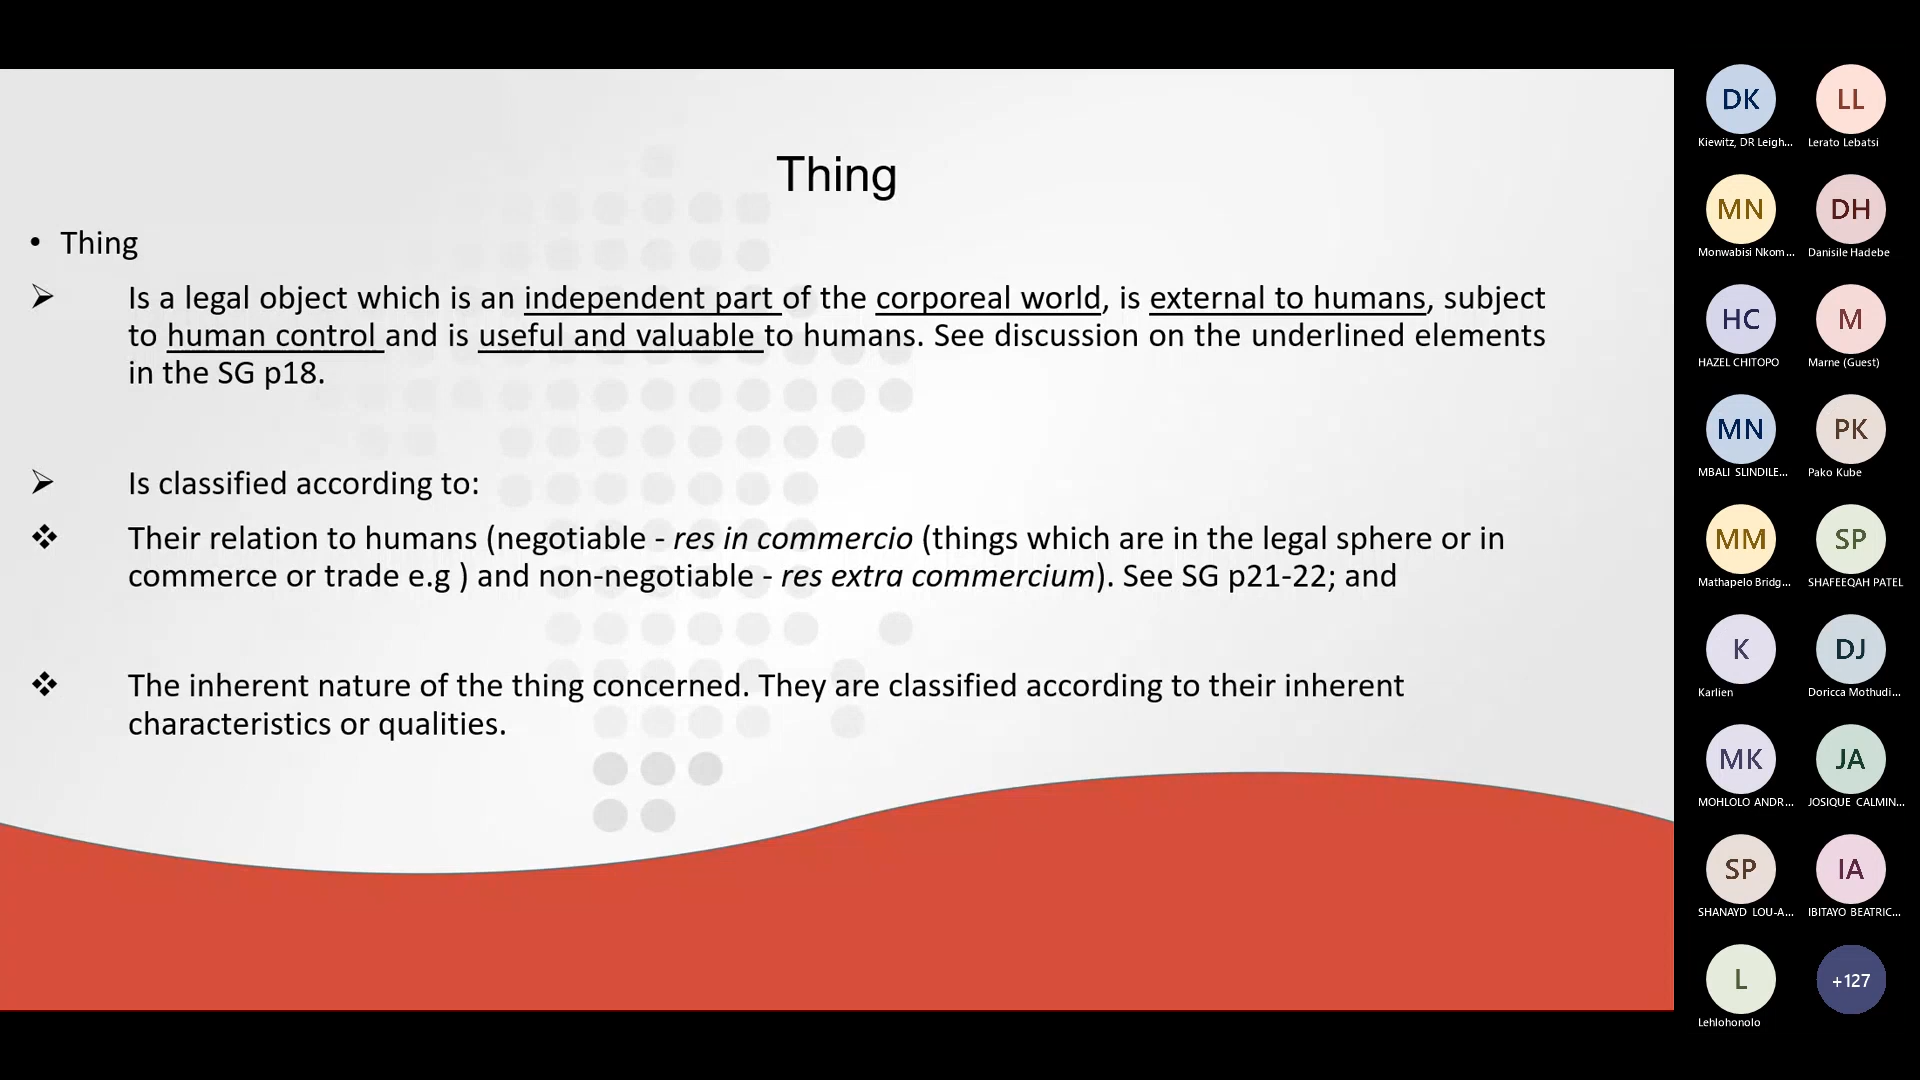 Thing
• Thing
➢ Is a legal object which is an independent part of the corporeal world, is external to humans, subject
to human control and is useful and valuable to humans. See discussion on the underlined elements
in the SG p18.
➢ Is classified according to:
❖ Their relation to humans (negotiable - res in commercio (things which are in the legal sphere or in
commerce or trade e.g ) and non-negotiable - res extra commercium). See SG p21-22; and
❖ The inherent nature of the thing concerned. They are classified according to their inherent
characteristics or qualities.
DK
LL
Kiewitz, DR Leigh...
Lerato Lebatsi
MN
DH
Monwabisi Nkom...
Danisile Hadebe
HC
M
HAZEL CHITOPO
Marne (Guest)
MN
PK
MBALI SLINDILE...
Pako Kube
MM
SP
Mathapelo Bridg...
SHAFEEQAH PATEL
K
DJ
Karlien
Doricca Mothudi...
MK
JA
MOHLOLO ANDR...
JOSIQUE CALMIN...
SP
IA
SHANAYD LOU-A...
IBITAYO BEATRIC...
L
+127
Lehlohonolo